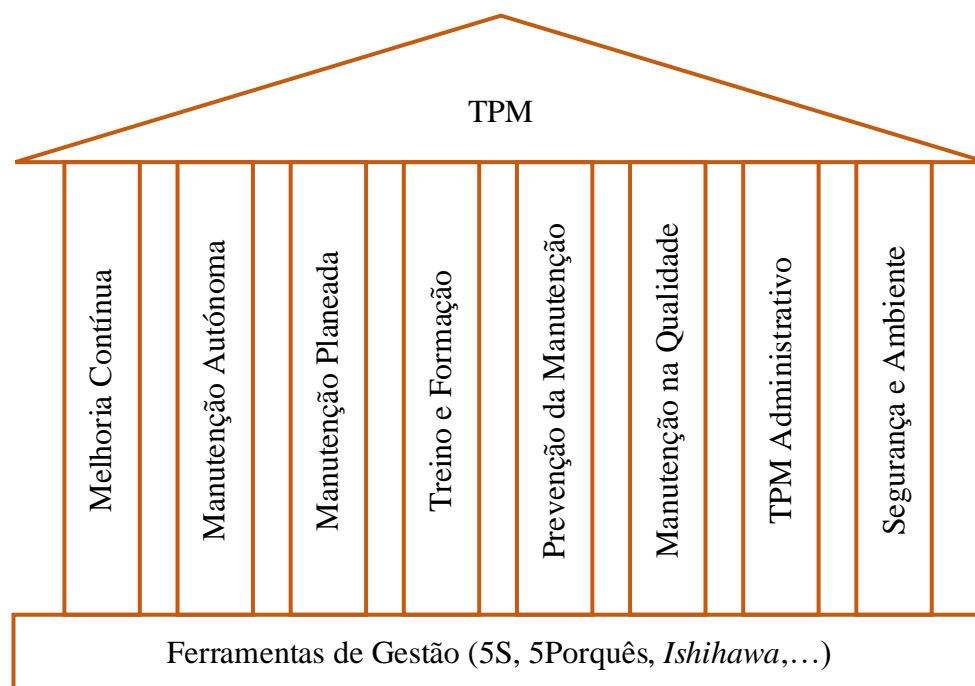 TPM
Melhoria Contínua
Manutenção Autónoma
Manutenção Planeada
Treino e Formação
Prevenção da Manutenção
Manutenção na Qualidade
TPM Administrativo
Segurança e Ambiente
Ferramentas de Gestão (5S, 5Porquês, Ishihawa,…)